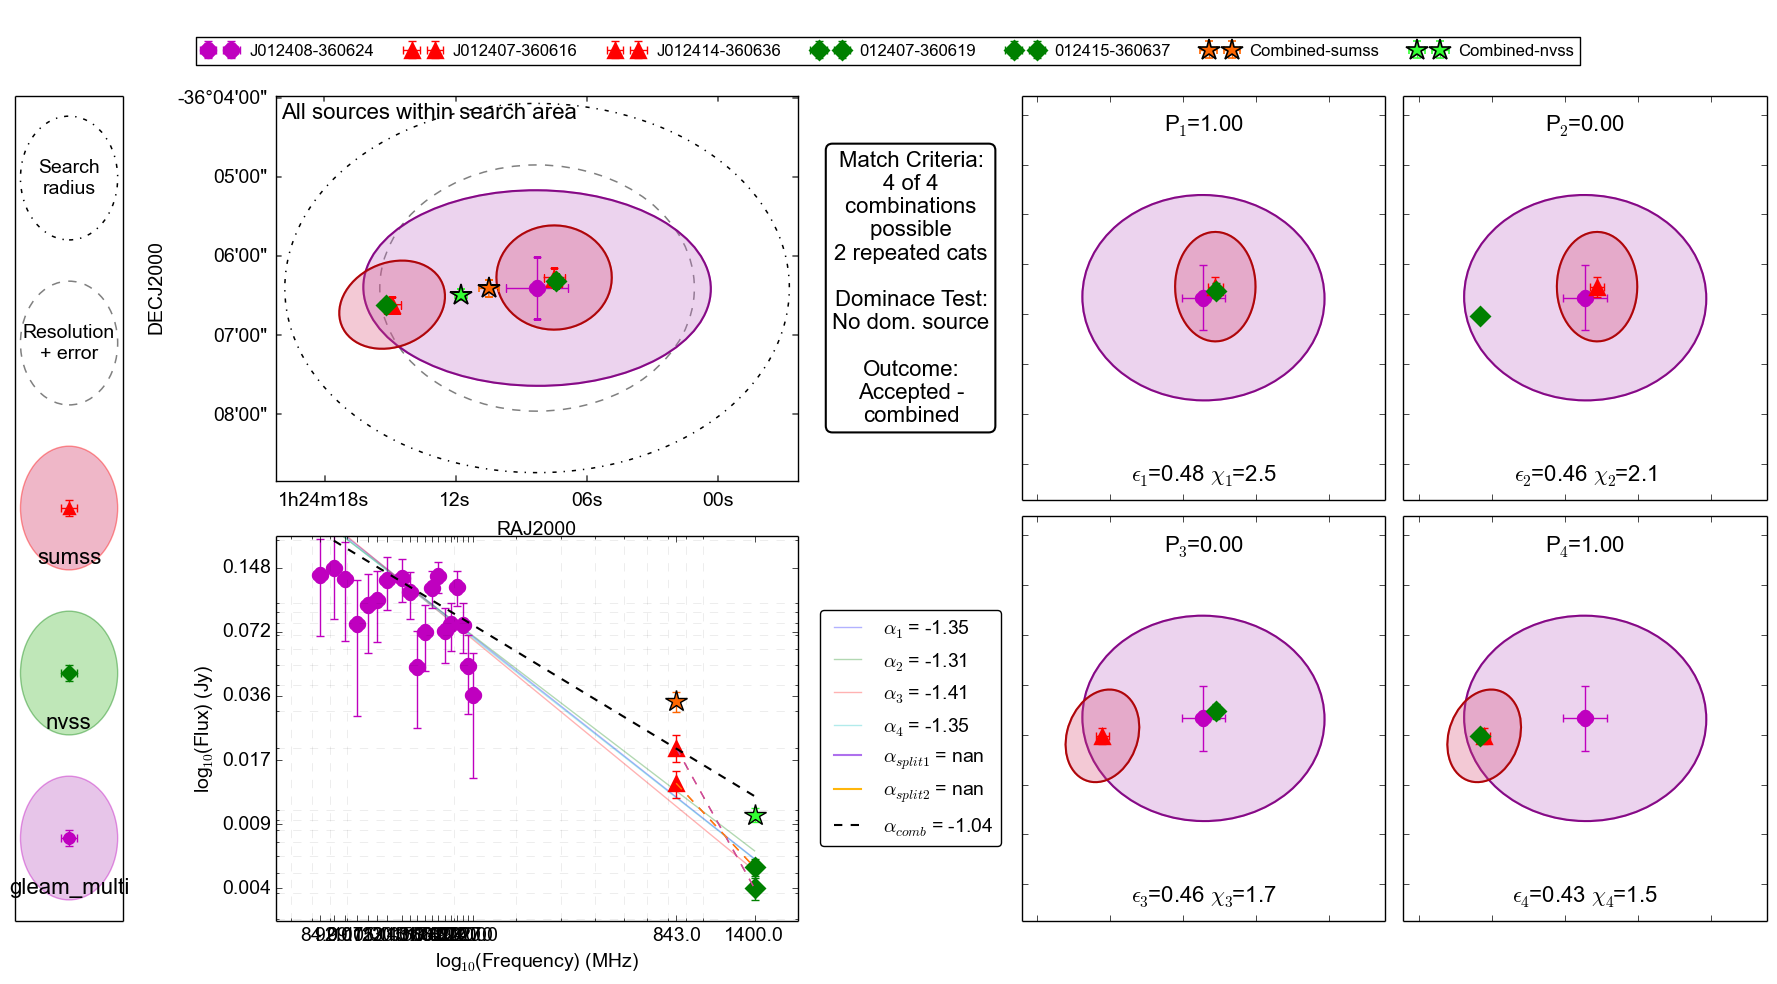 J012408-360624 J012407-360616 J012414-360636 012407-360619 012415-360637 Combined-sumss Combined-nvss
Search
radius
Resolution
+ error
sumss
nvss
gleam_multi
All sources within search area
-36°04'00"
05'00"
06'00"
07'00"
08'00"
DECJ2000
1h24m18s 12s 06s 00s
RAJ2000
Match Criteria:
4 of 4
combinations
possible
2 repeated cats
Dominace Test:
No dom. source
Outcome:
Accepted -
combined
P1=1.00
ϵ1=0.48 χ1=2.5
P2=0.00
ϵ2=0.46 χ2=2.1
P3=0.00
ϵ3=0.46 χ3=1.7
P4=1.00
ϵ4=0.43 χ4=1.5
0.148
0.072
0.036
0.017
0.009
0.004
log10(Flux) (Jy)
843.0 1400.0
log10(Frequency) (MHz)
α1 = -1.35
α2 = -1.31
α3 = -1.41
α4 = -1.35
αsplit1 = nan
αsplit2 = nan
αcomb = -1.04